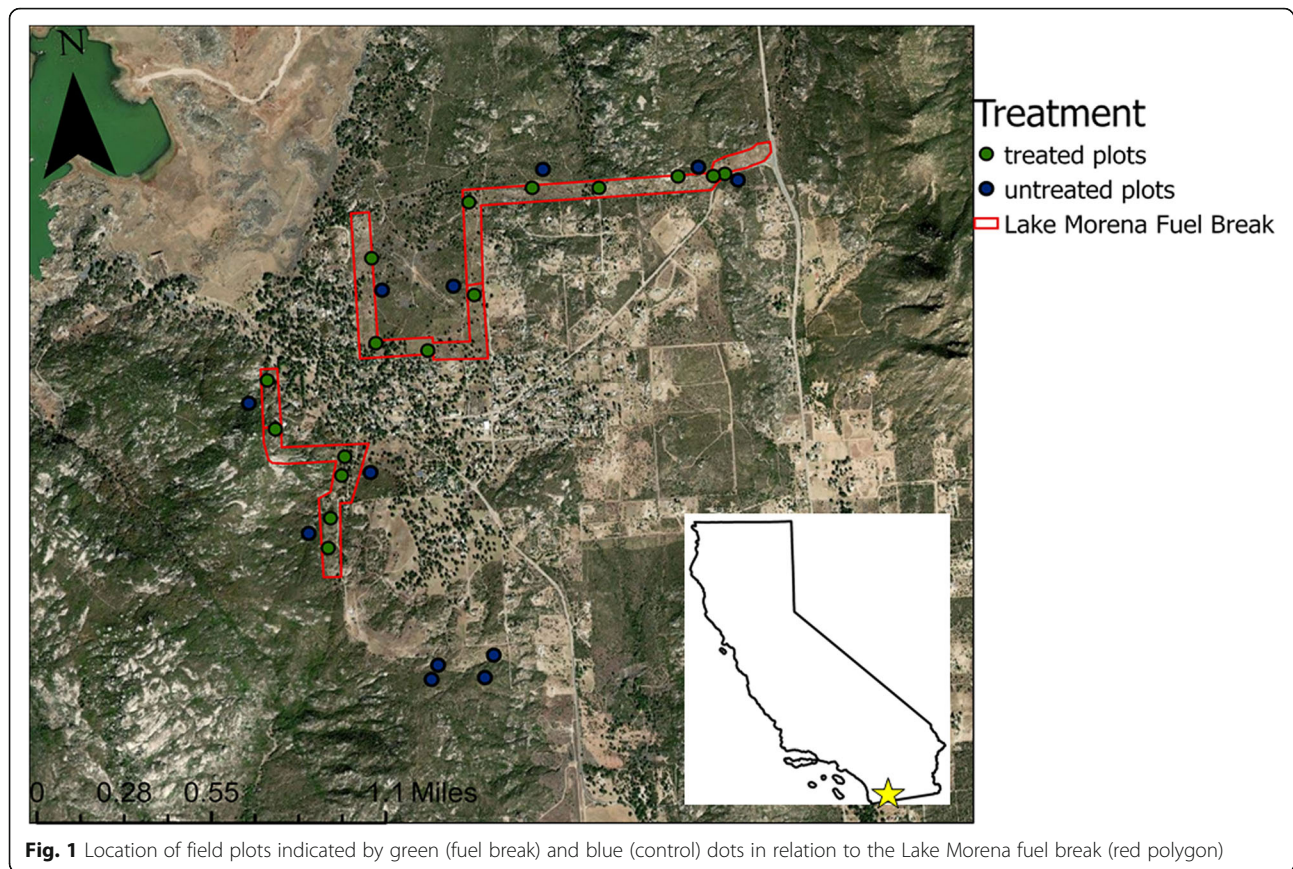 N
Treatment
treated plots
untreated plots
Lake Morena Fuel Break
0 0.28 0.55 1.1 Miles
Fig. 1 Location of field plots indicated by green (fuel break) and blue (control) dots in relation to the Lake Morena fuel break (red polygon)